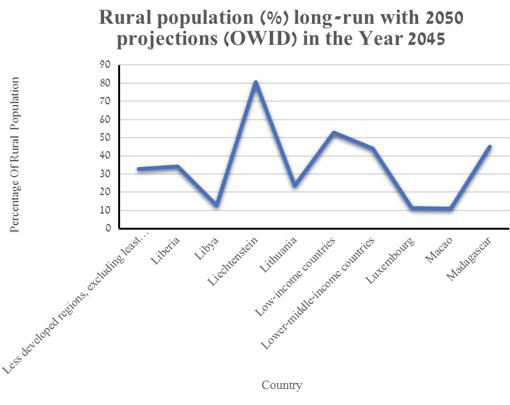 Rural population (%) long-run with 2050
projections (OWID) in the Year 2045
Percentage Of Rural Population
90
80
70
60
50
40
30
20
10
0
Less developed regions, excluding least…
Liberia
Libya
Liechtenstein
Lithuania
Low-income countries
Lower-middle-income countries
Luxembourg
Macao
Madagascar
Country